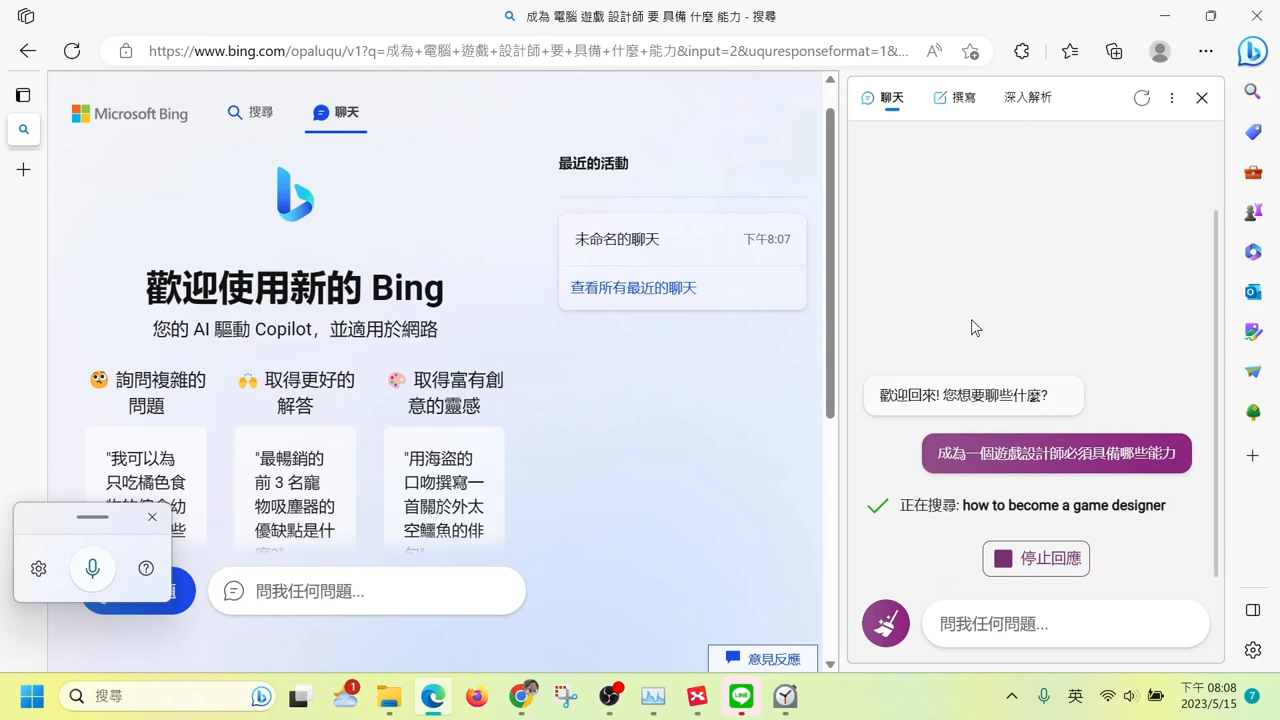 成為 電腦 遊戲 設計師 要 具備 什麼 能力 - 搜尋
https://www.bing.com/opaluqu/v1?q=成為+電腦+遊戲+設計師+要+具備+什麼+能力&input=2&uquresponseformat=1&...
Microsoft Bing
搜尋
聊天
歡迎使用新的 Bing
您的 AI 驅動 Copilot，並適用於網路
🧐 詢問複雜的
問題
"我可以為
只吃橘色食
🙌 取得更好的
解答
"最暢銷的
前 3 名寵
物吸塵器的
優缺點是什
🎨 取得富有創
意的靈感
"用海盜的
口吻撰寫一
首關於外太
空鱷魚的俳
問我任何問題...
最近的活動
未命名的聊天 下午8:07
查看所有最近的聊天
意見反應
聊天
撰寫
深入解析
歡迎回來! 您想要聊些什麼?
成為一個遊戲設計師必須具備哪些能力
正在搜尋: how to become a game designer
停止回應
問我任何問題...
搜尋
1
英
下午 08:08
2023/5/15
7